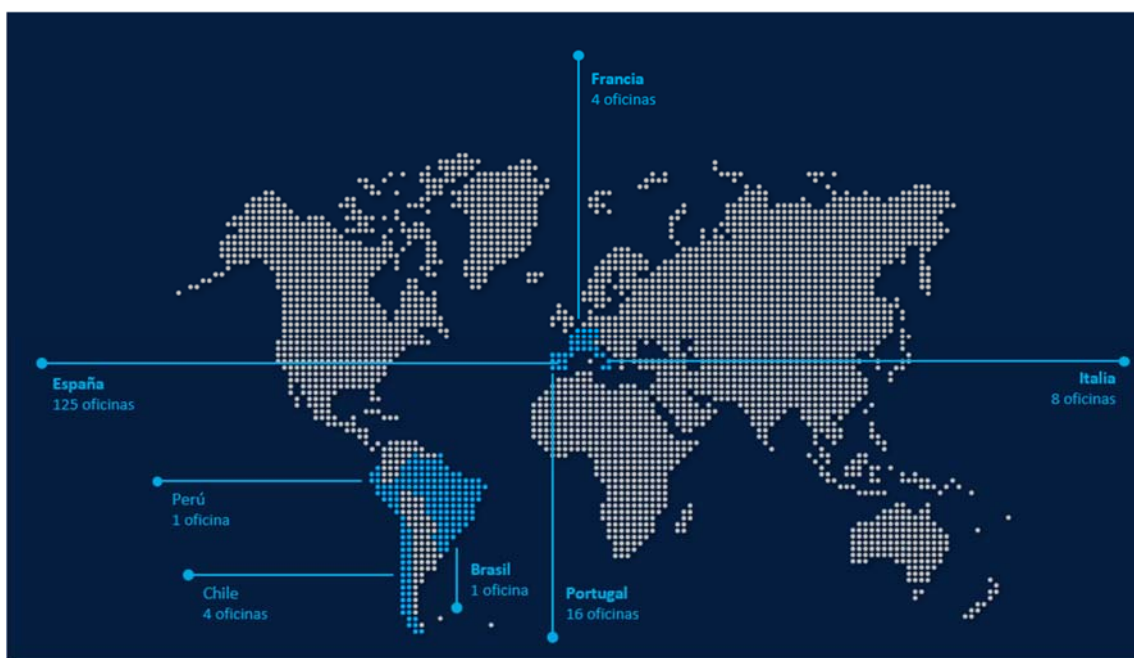 Francia
4 oficinas
España
125 oficinas
Italia
8 oficinas
Perú
1 oficina
Chile
4 oficinas
Brasil
1 oficina
Portugal
16 oficinas